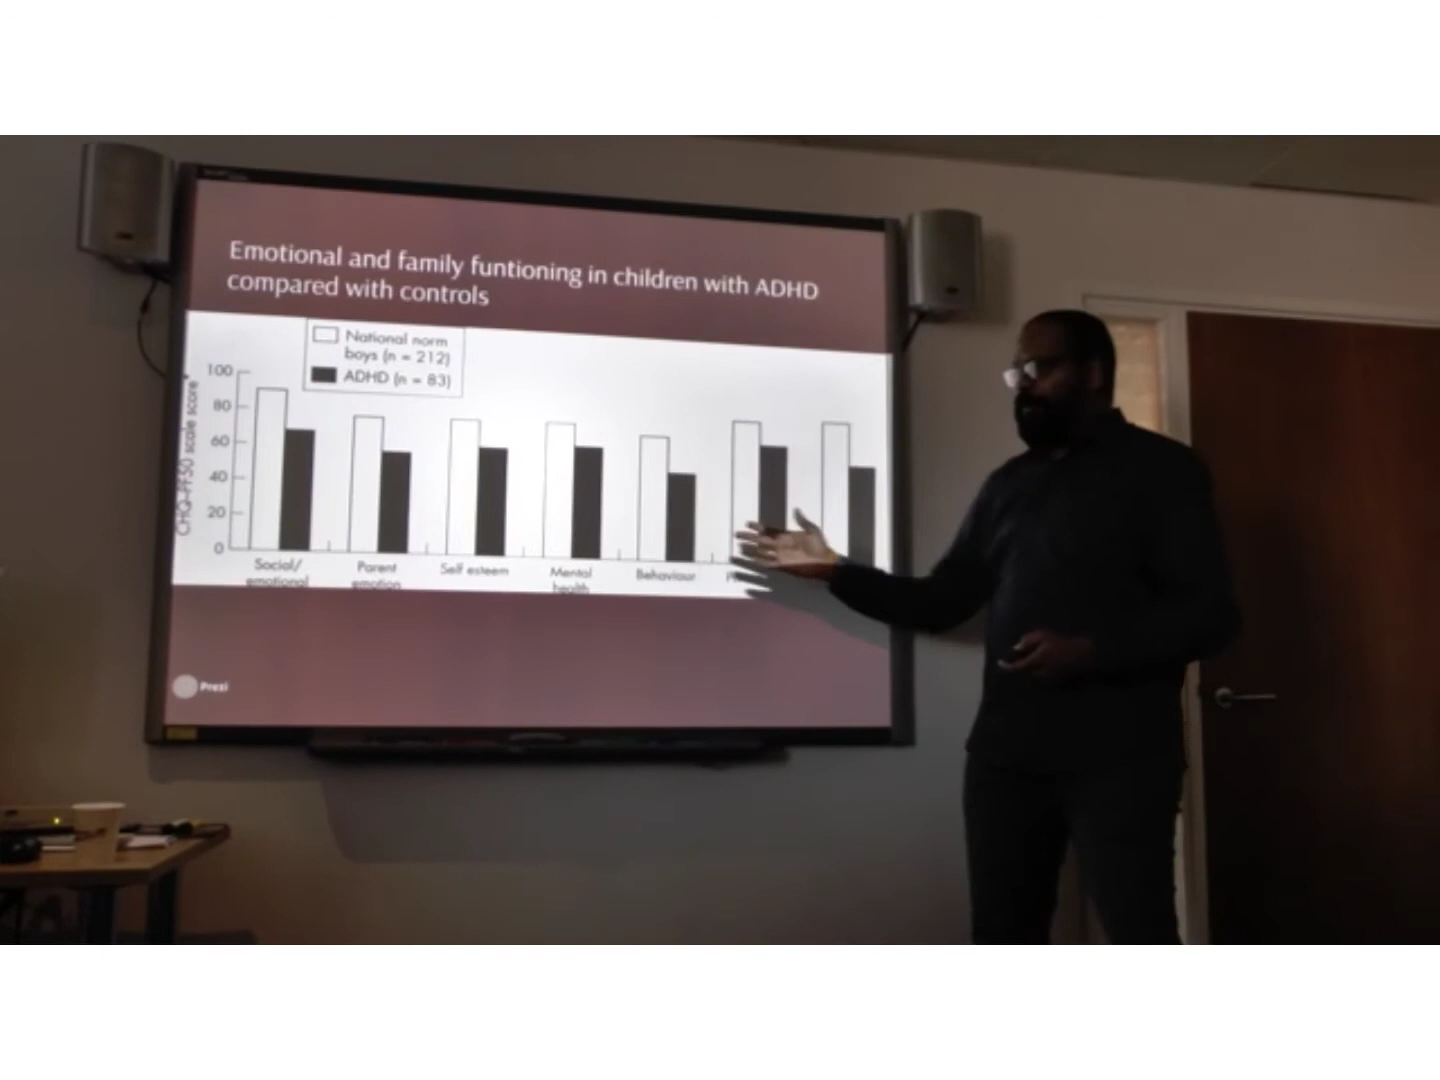 Emotional and family funtioning in children with ADHD
compared with controls
National norm
boys (n = 212)
ADHD (n = 83)
CHQ-PF50 scale score
100
80
60
40
20
0
Social/
emotional
Parent
emotion
Self esteem
Mental
health
Behaviour
Prezi